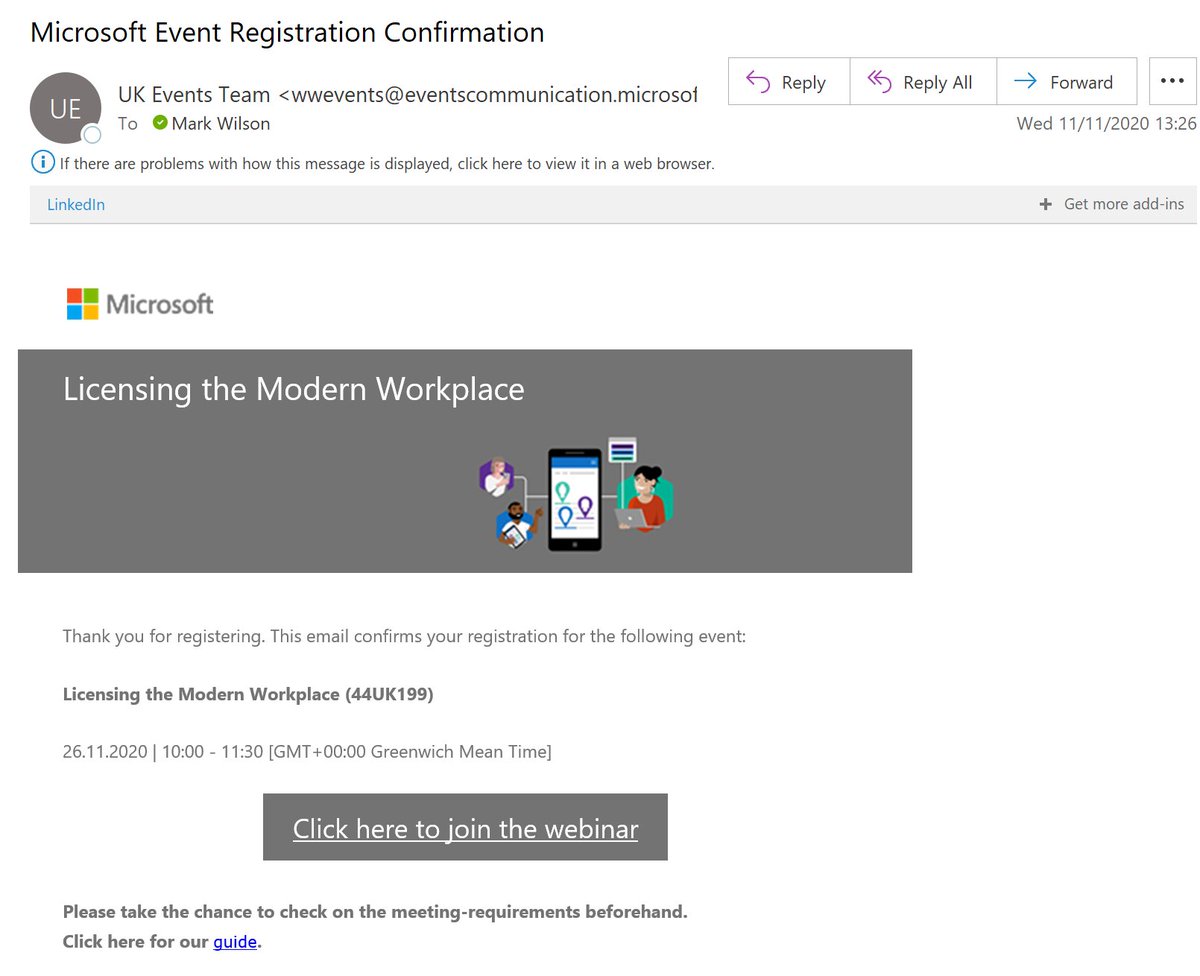 Microsoft Event Registration Confirmation
UE
UK Events Team <wwevents@eventscommunication.microsof
To Mark Wilson
Reply
Reply All
Forward
Wed 11/11/2020 13:26
If there are problems with how this message is displayed, click here to view it in a web browser.
LinkedIn
+ Get more add-ins
Microsoft
Licensing the Modern Workplace
Thank you for registering. This email confirms your registration for the following event:
Licensing the Modern Workplace (44UK199)
26.11.2020 | 10:00 - 11:30 [GMT+00:00 Greenwich Mean Time]
Click here to join the webinar
Please take the chance to check on the meeting-requirements beforehand.
Click here for our guide.